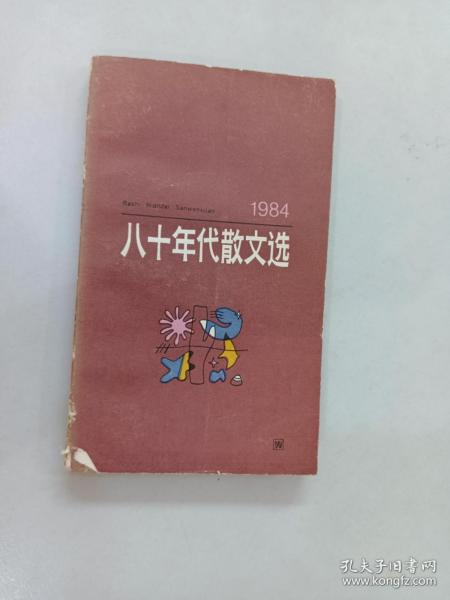 1984
Bashi Niandai Sanwenxuan
八十年代散文选
W
孔夫子旧书网
www.kongfz.com